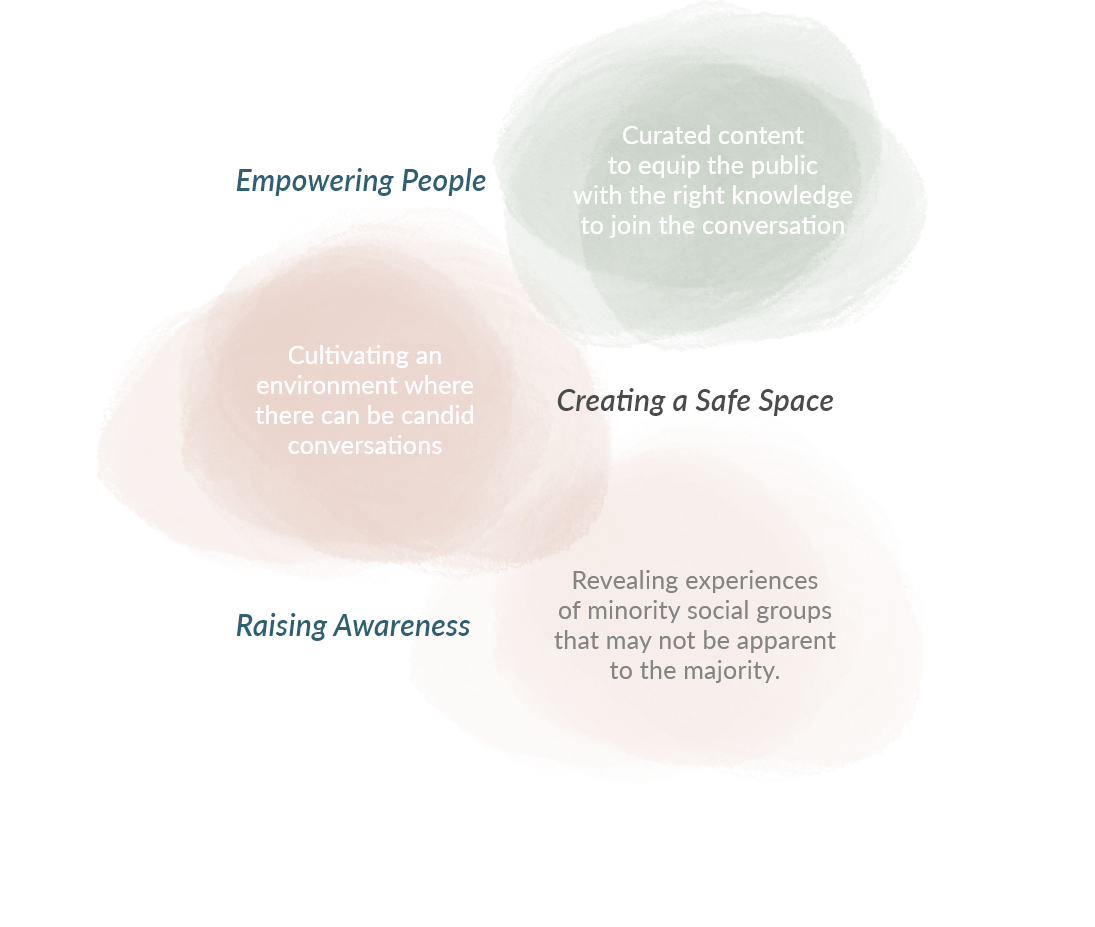 Empowering People
Curated content
to equip the public
with the right knowledge
to join the conversation
Cultivating an
environment where
there can be candid
conversations
Creating a Safe Space
Raising Awareness
Revealing experiences
of minority social groups
that may not be apparent
to the majority.